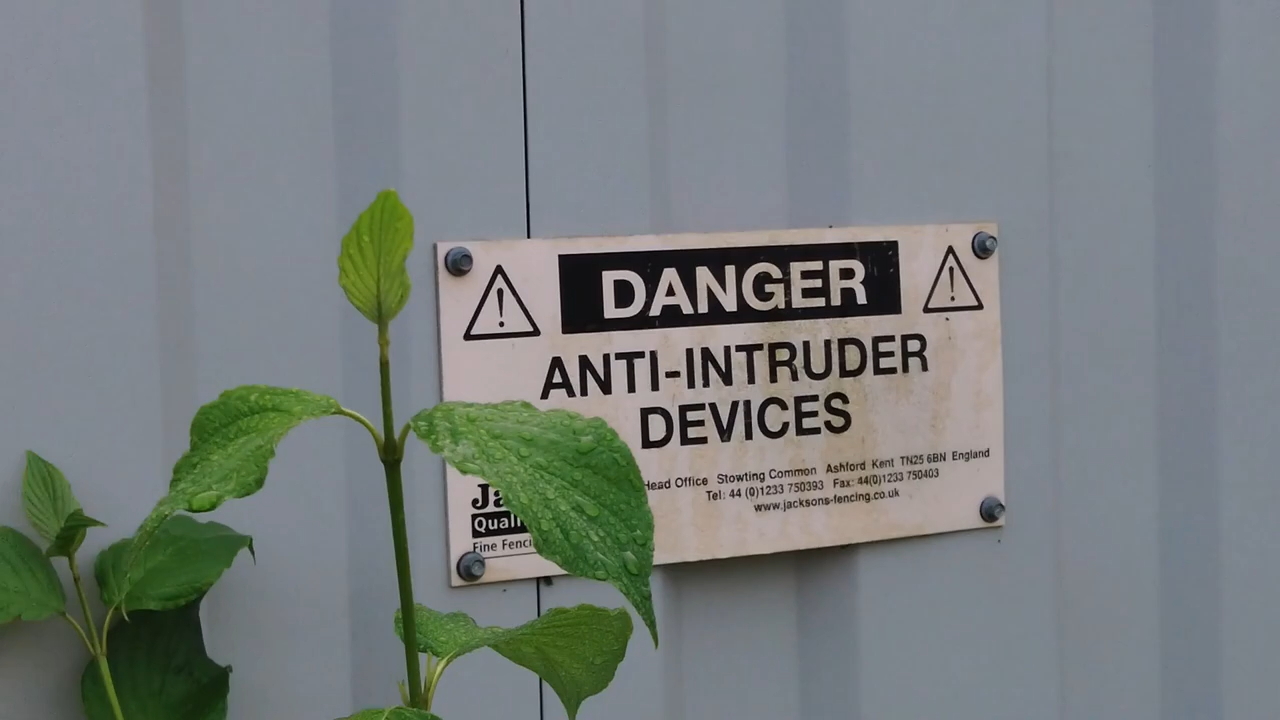 DANGER
ANTI-INTRUDER
DEVICES
Head Office Stowting Common Ashford Kent TN25 6BN England
Tel: 44 (0)1233 750393 Fax: 44(0)1233 750403
www.jacksons-fencing.co.uk
Fine